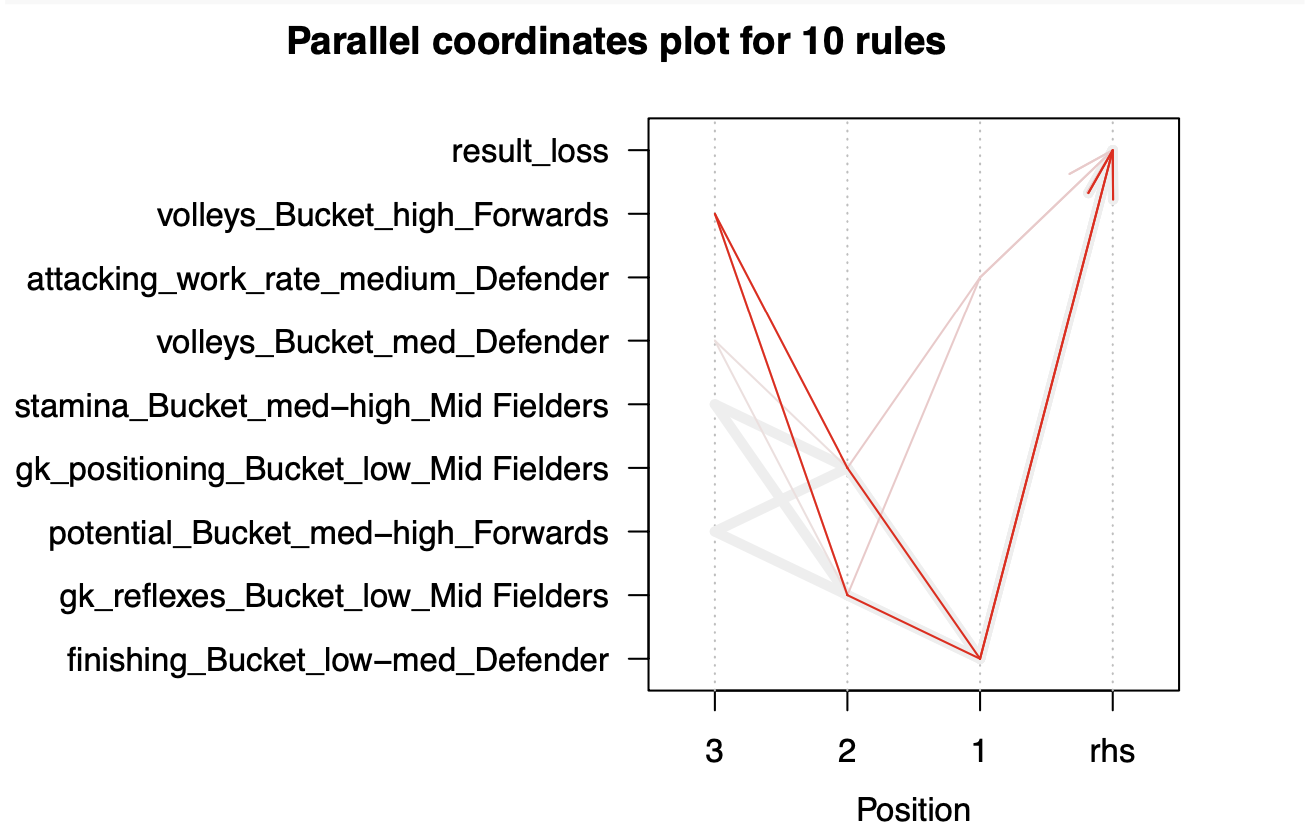 Parallel coordinates plot for 10 rules
result_loss
volleys_Bucket_high_Forwards
attacking_work_rate_medium_Defender
volleys_Bucket_med_Defender
stamina_Bucket_med−high_Mid Fielders
gk_positioning_Bucket_low_Mid Fielders
potential_Bucket_med−high_Forwards
gk_reflexes_Bucket_low_Mid Fielders
finishing_Bucket_low−med_Defender
3 2 1 rhs
Position